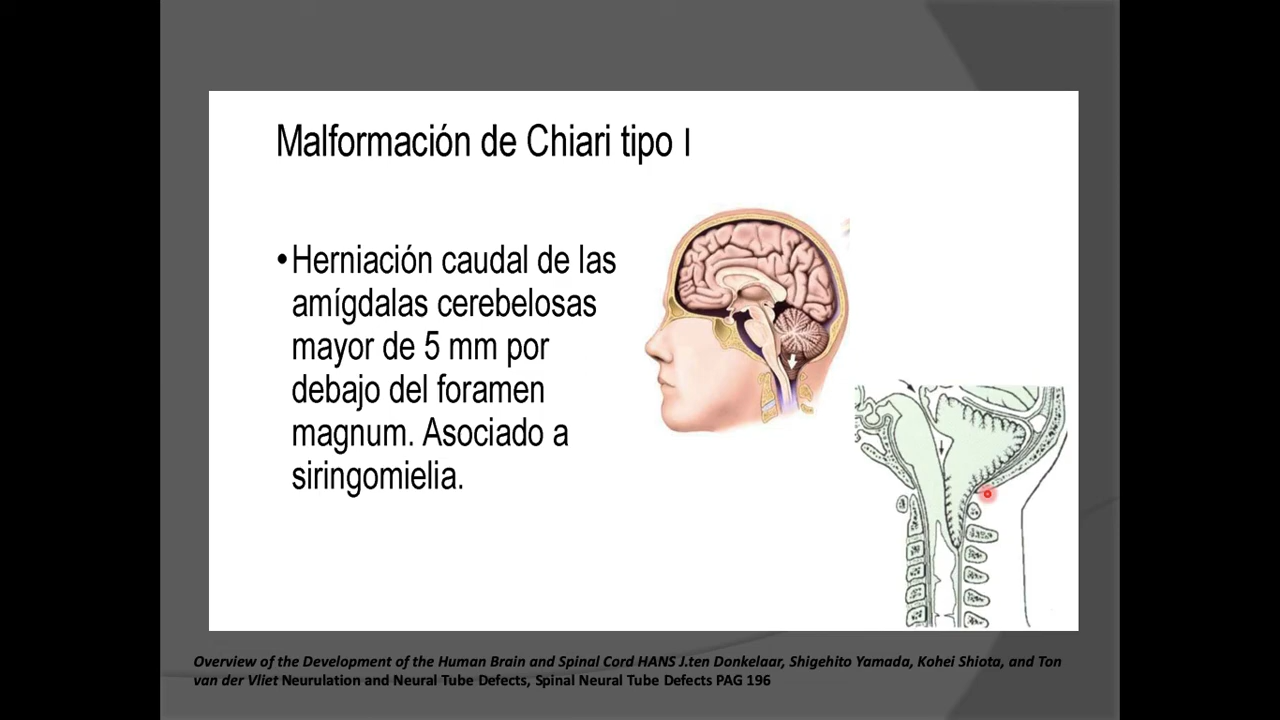 Malformación de Chiari tipo I
•Herniación caudal de las
amígdalas cerebelosas
mayor de 5 mm por
debajo del foramen
magnum. Asociado a
siringomielia.
Overview of the Development of the Human Brain and Spinal Cord HANS J.ten Donkelaar, Shigehito Yamada, Kohei Shiota, and Ton
van der Vliet Neurulation and Neural Tube Defects, Spinal Neural Tube Defects PAG 196